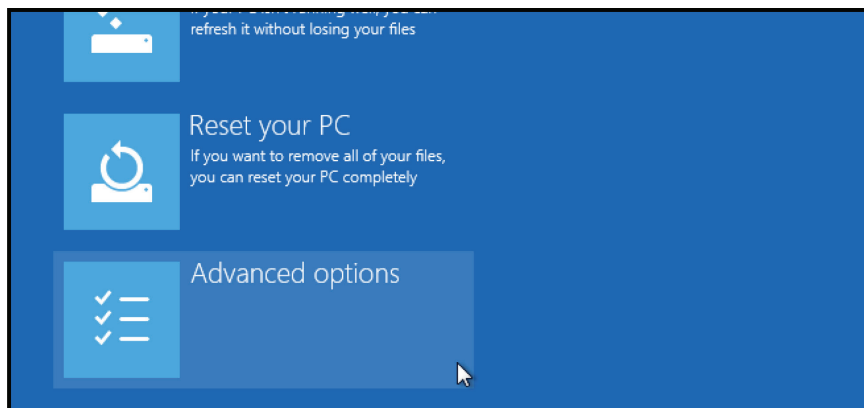 refresh it without losing your files
Reset your PC
If you want to remove all of your files,
you can reset your PC completely
Advanced options